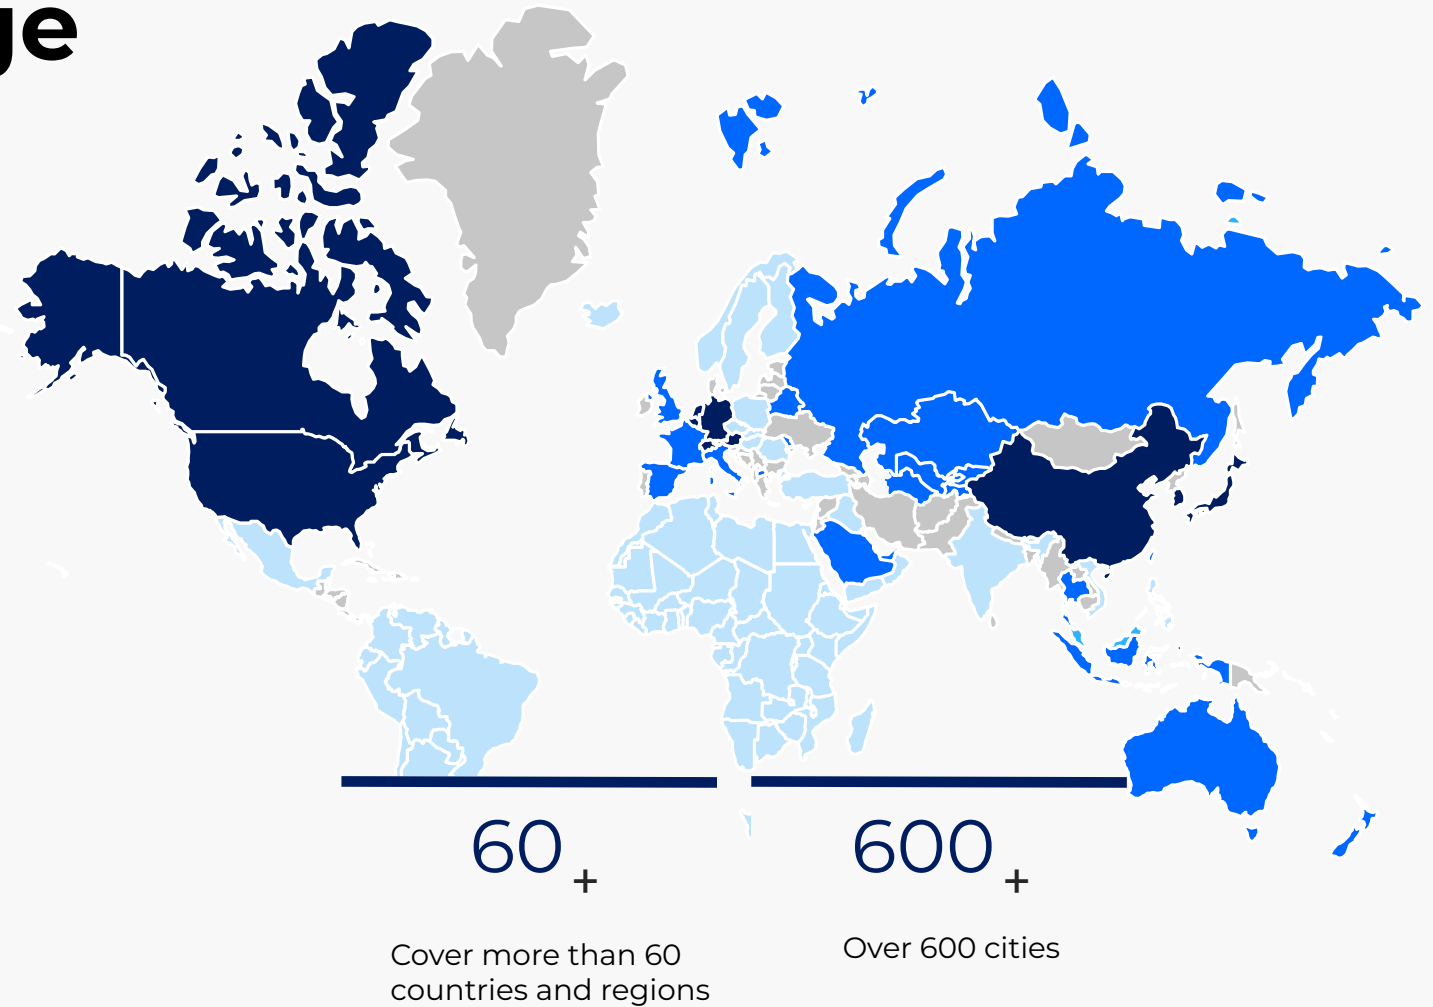 ge
60+
600+
Cover more than 60
countries and regions
Over 600 cities